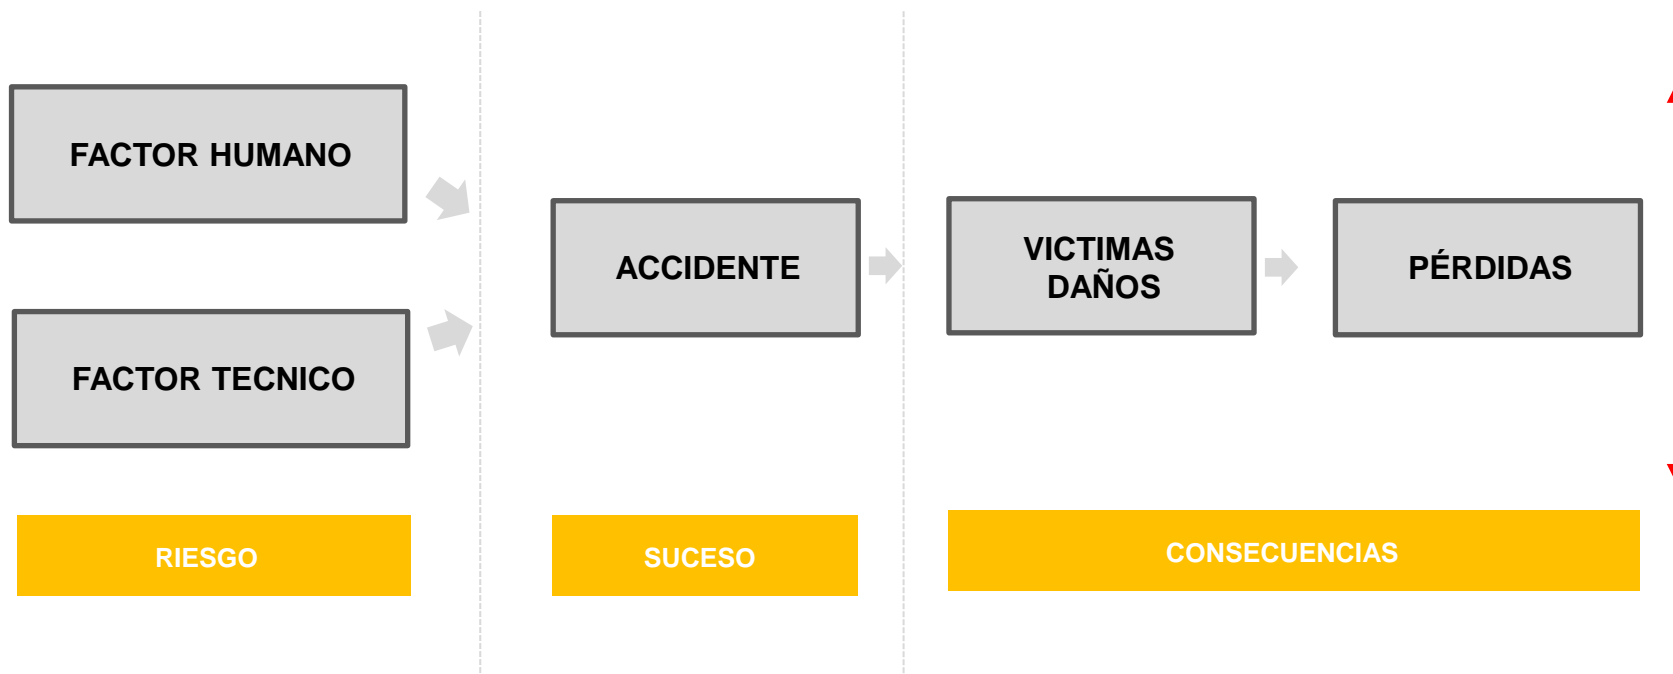 FACTOR HUMANO
FACTOR TECNICO
ACCIDENTE
VICTIMAS
DAÑOS
PÉRDIDAS
RIESGO
SUCESO
CONSECUENCIAS